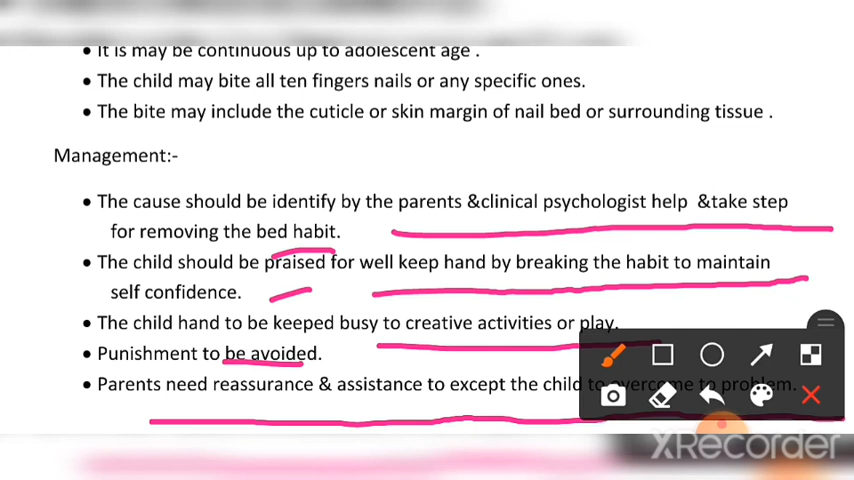 • It is may be continuous up to adolescent age .
• The child may bite all ten fingers nails or any specific ones.
• The bite may include the cuticle or skin margin of nail bed or surrounding tissue .
Management:-
• The cause should be identify by the parents &clinical psychologist help &take step
for removing the bed habit.
• The child should be praised for well keep hand by breaking the habit to maintain
self confidence.
• The child hand to be keeped busy to creative activities or play.
• Punishment to be avoided.
• Parents need reassurance & assistance to except the child to overcome to problem.
XRecorder